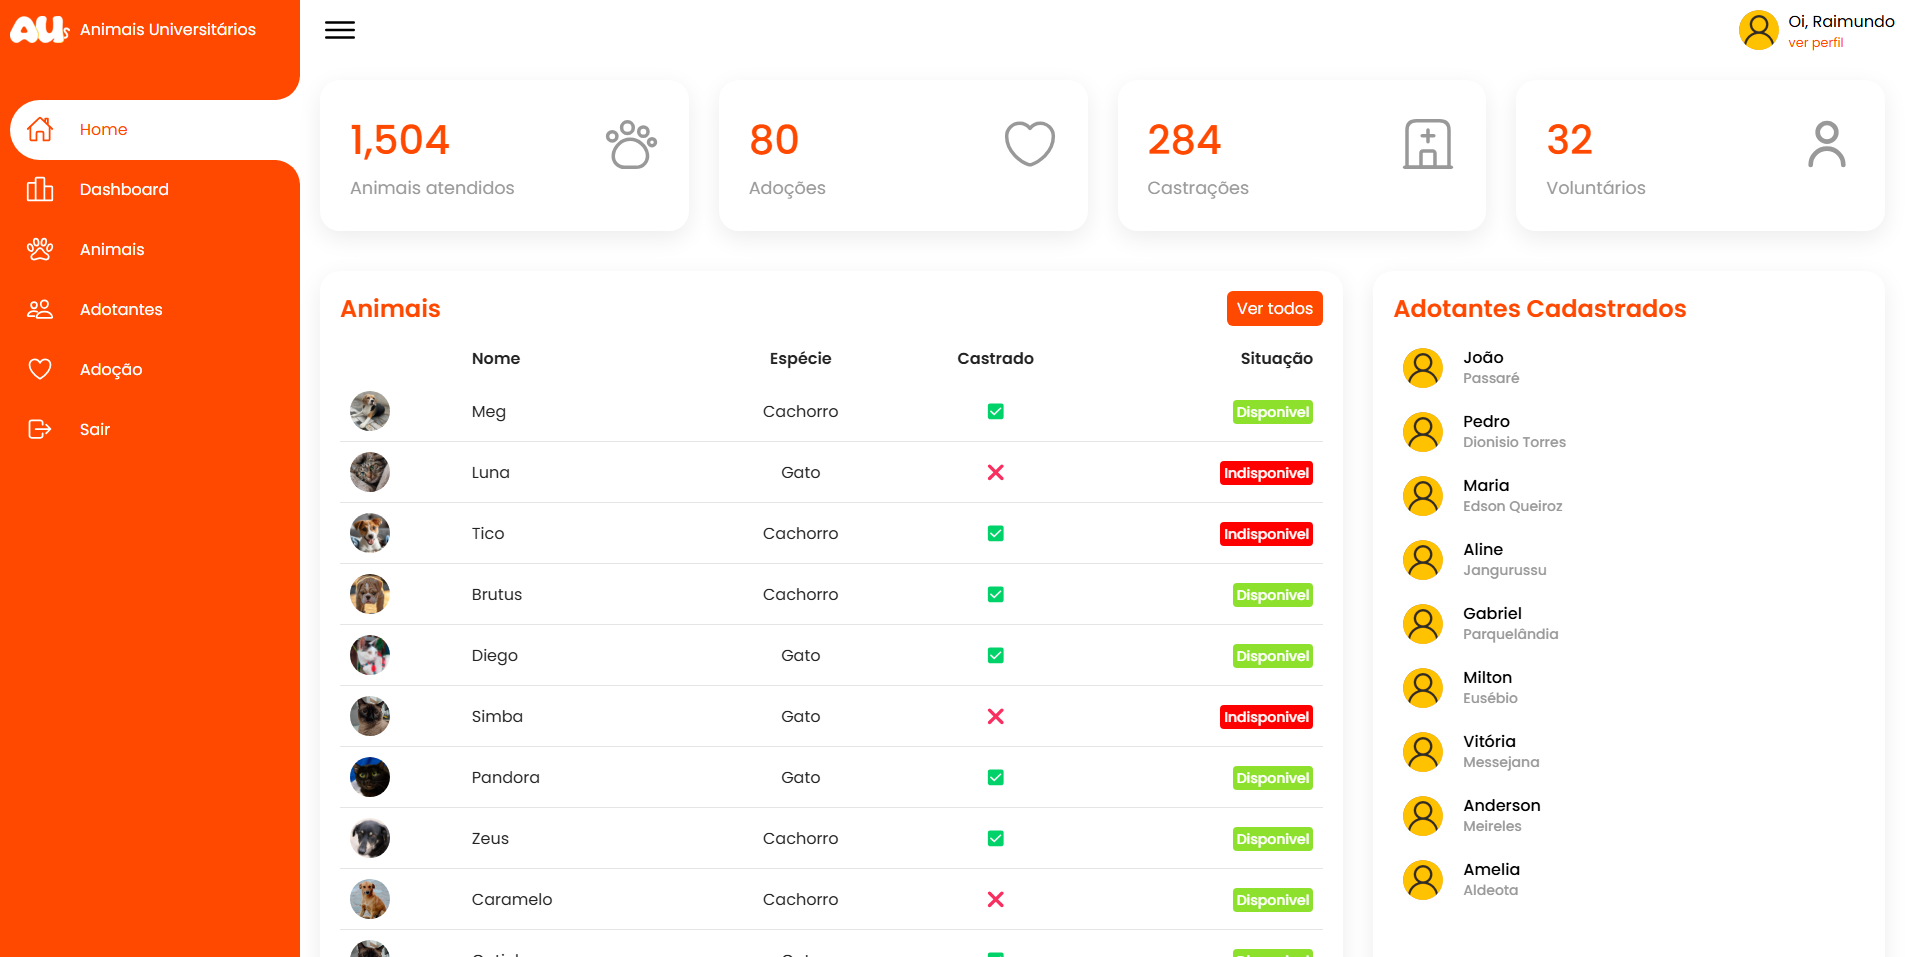 AUs Animais Universitários
Home
Dashboard
Animais
Adotantes
Adoção
Sair
Oi, Raimundo
ver perfil
1,504
Animais atendidos
80
Adoções
284
Castrações
32
Voluntários
Animais
Ver todos
Nome Espécie Castrado Situação
Meg Cachorro Disponivel
Luna Gato Indisponivel
Tico Cachorro Indisponivel
Brutus Cachorro Disponivel
Diego Gato Disponivel
Simba Gato Indisponivel
Pandora Gato Disponivel
Zeus Cachorro Disponivel
Caramelo Cachorro Disponivel
Adotantes Cadastrados
João
Passaré
Pedro
Dionisio Torres
Maria
Edson Queiroz
Aline
Jangurussu
Gabriel
Parquelândia
Milton
Eusébio
Vitória
Messejana
Anderson
Meireles
Amelia
Aldeota